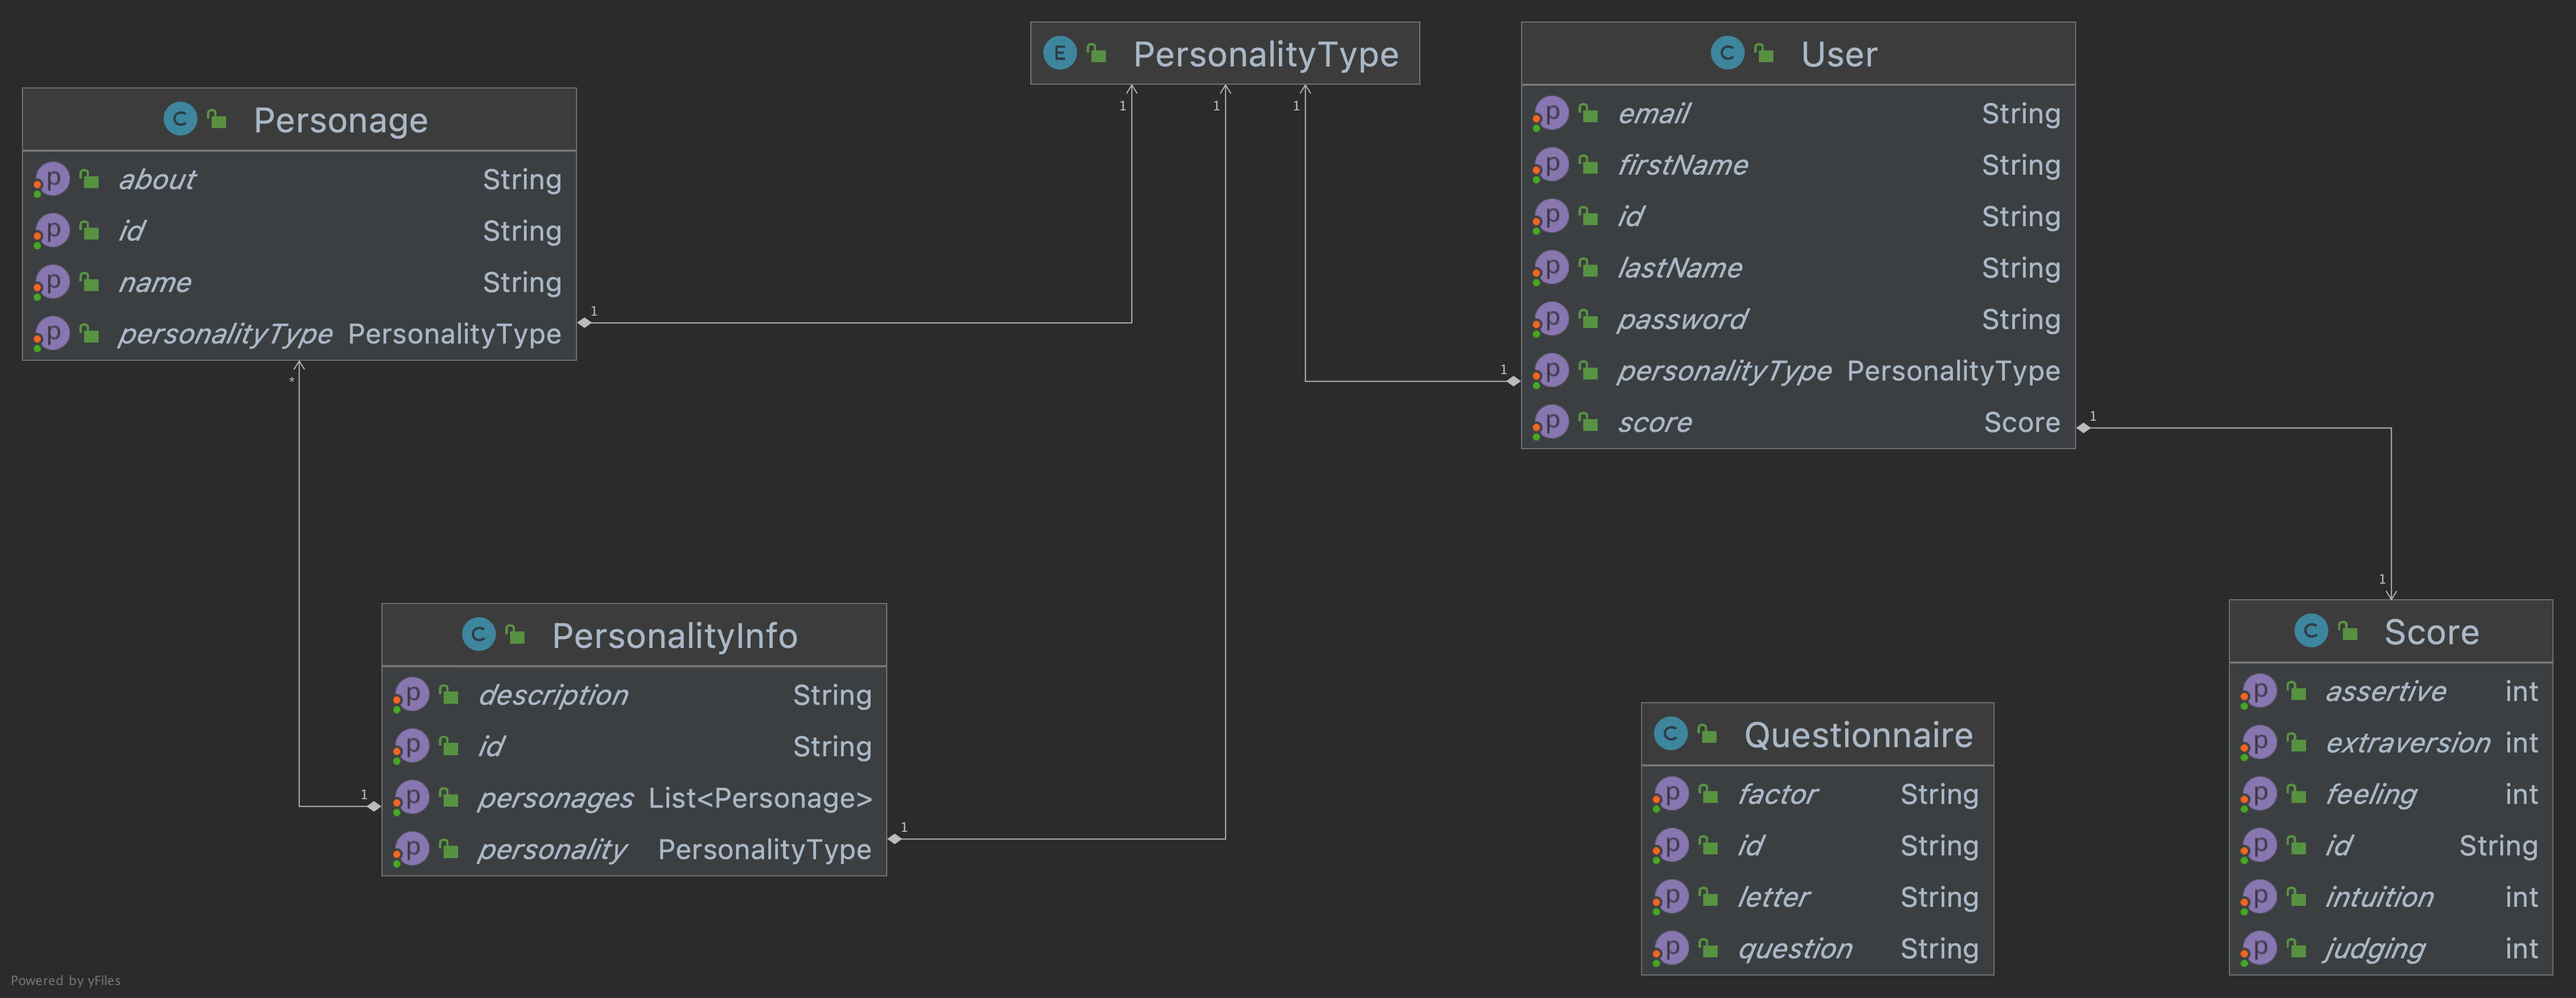 C Personage
p about String
p id String
p name String
p personalityType PersonalityType
1
*
E PersonalityType
1
1
1
C User
p email String
p firstName String
p id String
p lastName String
p password String
p personalityType PersonalityType
p score Score
1
1
1
C PersonalityInfo
p description String
p id String
p personages List<Personage>
p personality PersonalityType
1
1
C Questionnaire
p factor String
p id String
p letter String
p question String
C Score
p assertive int
p extraversion int
p feeling int
p id String
p intuition int
p judging int
Powered by yFiles